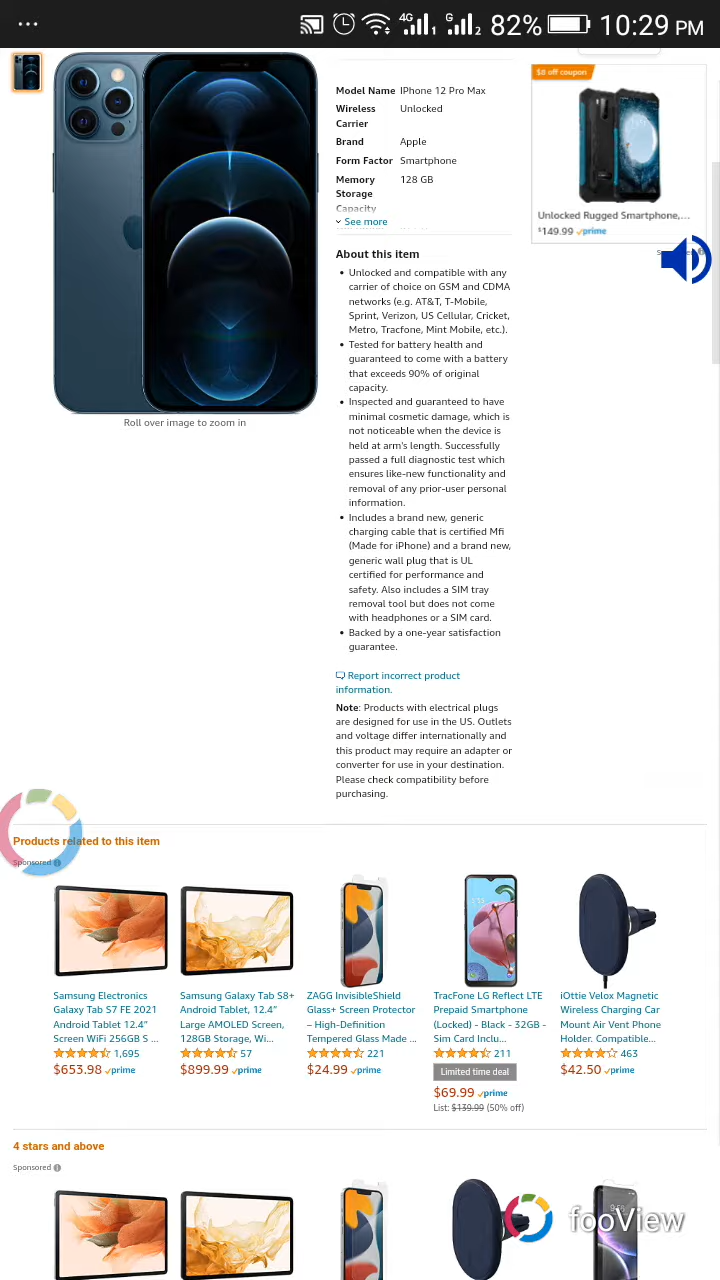 4G 1 G 2 82% 10:29 PM
$8 off coupon
Model Name IPhone 12 Pro Max
Wireless Carrier Unlocked
Brand Apple
Form Factor Smartphone
Memory Storage Capacity 128 GB
See more
Unlocked Rugged Smartphone,...
$149.99 prime
About this item
• Unlocked and compatible with any
carrier of choice on GSM and CDMA
networks (e.g. AT&T, T-Mobile,
Sprint, Verizon, US Cellular, Cricket,
Metro, Tracfone, Mint Mobile, etc.).
• Tested for battery health and
guaranteed to come with a battery
that exceeds 90% of original
capacity.
• Inspected and guaranteed to have
minimal cosmetic damage, which is
not noticeable when the device is
held at arm's length. Successfully
passed a full diagnostic test which
ensures like-new functionality and
removal of any prior-user personal
information.
• Includes a brand new, generic
charging cable that is certified Mfi
(Made for iPhone) and a brand new,
generic wall plug that is UL
certified for performance and
safety. Also includes a SIM tray
removal tool but does not come
with headphones or a SIM card.
• Backed by a one-year satisfaction
guarantee.
Roll over image to zoom in
Report incorrect product
information.
Note: Products with electrical plugs
are designed for use in the US. Outlets
and voltage differ internationally and
this product may require an adapter or
converter for use in your destination.
Please check compatibility before
purchasing.
Products related to this item
Sponsored
Samsung Electronics
Galaxy Tab S7 FE 2021
Android Tablet 12.4”
Screen WiFi 256GB S ...
1,695
$653.98 prime
Samsung Galaxy Tab S8+
Android Tablet, 12.4”
Large AMOLED Screen,
128GB Storage, Wi...
57
$899.99 prime
ZAGG InvisibleShield
Glass+ Screen Protector
– High-Definition
Tempered Glass Made ...
221
$24.99 prime
TracFone LG Reflect LTE
Prepaid Smartphone
(Locked) - Black - 32GB -
Sim Card Inclu...
211
Limited time deal
$69.99 prime
List: $139.99 (50% off)
iOttie Velox Magnetic
Wireless Charging Car
Mount Air Vent Phone
Holder. Compatible...
463
$42.50 prime
4 stars and above
Sponsored
fooView